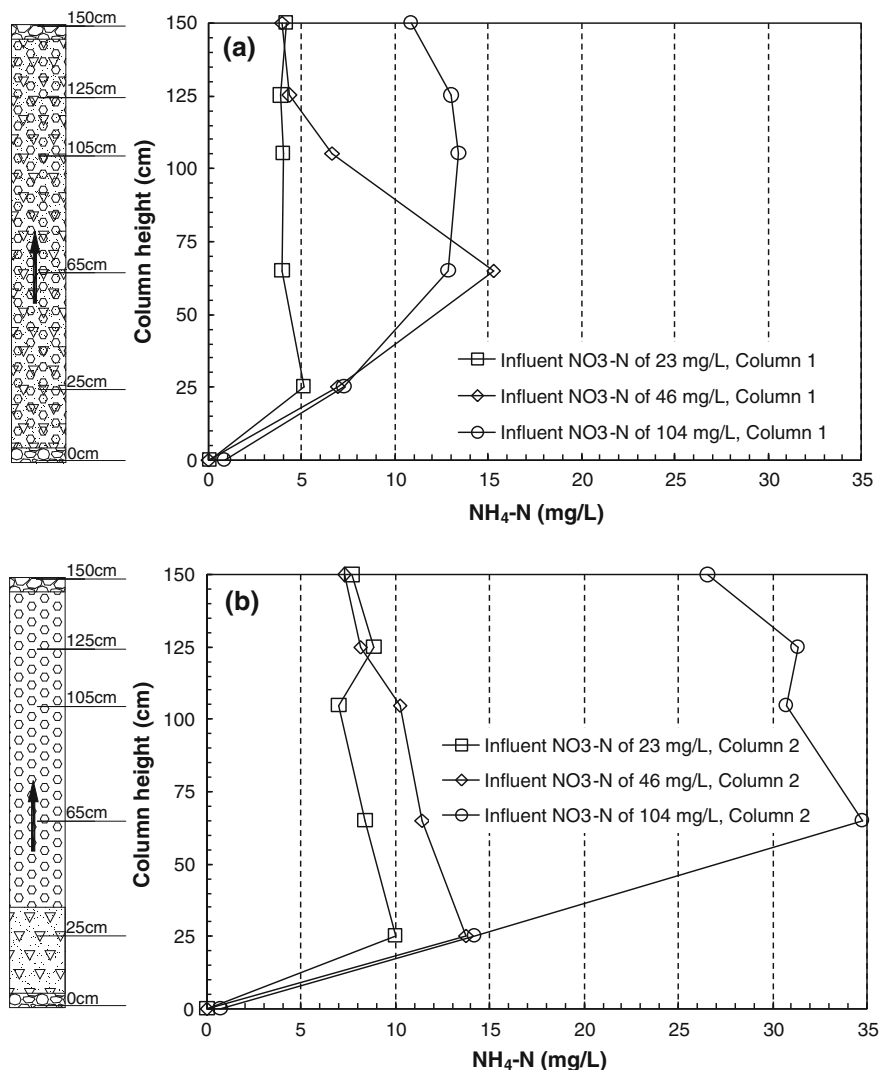 150cm
125cm
105cm
65cm
25cm
0cm
(a)
Column height (cm)
150
125
100
75
50
25
0
Influent NO3-N of 23 mg/L, Column 1
Influent NO3-N of 46 mg/L, Column 1
Influent NO3-N of 104 mg/L, Column 1
0 5 10 15 20 25 30 35
NH₄-N (mg/L)
150cm
125cm
105cm
65cm
25cm
0cm
(b)
Column height (cm)
150
125
100
75
50
25
0
Influent NO3-N of 23 mg/L, Column 2
Influent NO3-N of 46 mg/L, Column 2
Influent NO3-N of 104 mg/L, Column 2
0 5 10 15 20 25 30 35
NH₄-N (mg/L)